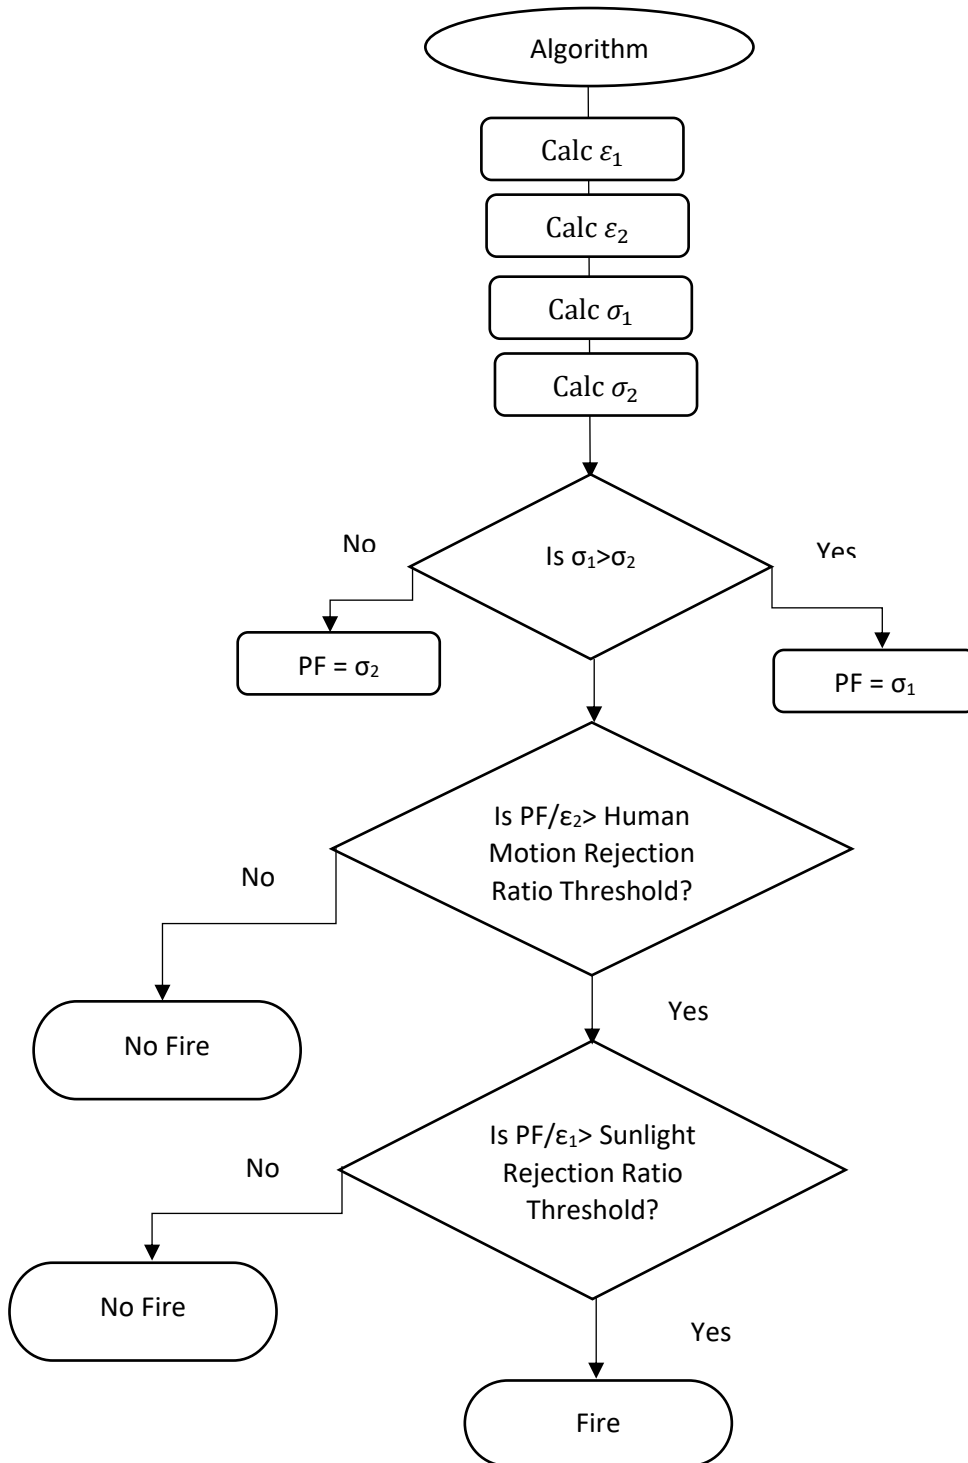 Algorithm
Calc ε₁
Calc ε₂
Calc σ₁
Calc σ₂
No
Is σ₁>σ₂
Yes
PF = σ₂
PF = σ₁
Is PF/ε₂> Human
Motion Rejection
Ratio Threshold?
No
No Fire
Yes
Is PF/ε₁> Sunlight
Rejection Ratio
Threshold?
No
No Fire
Yes
Fire